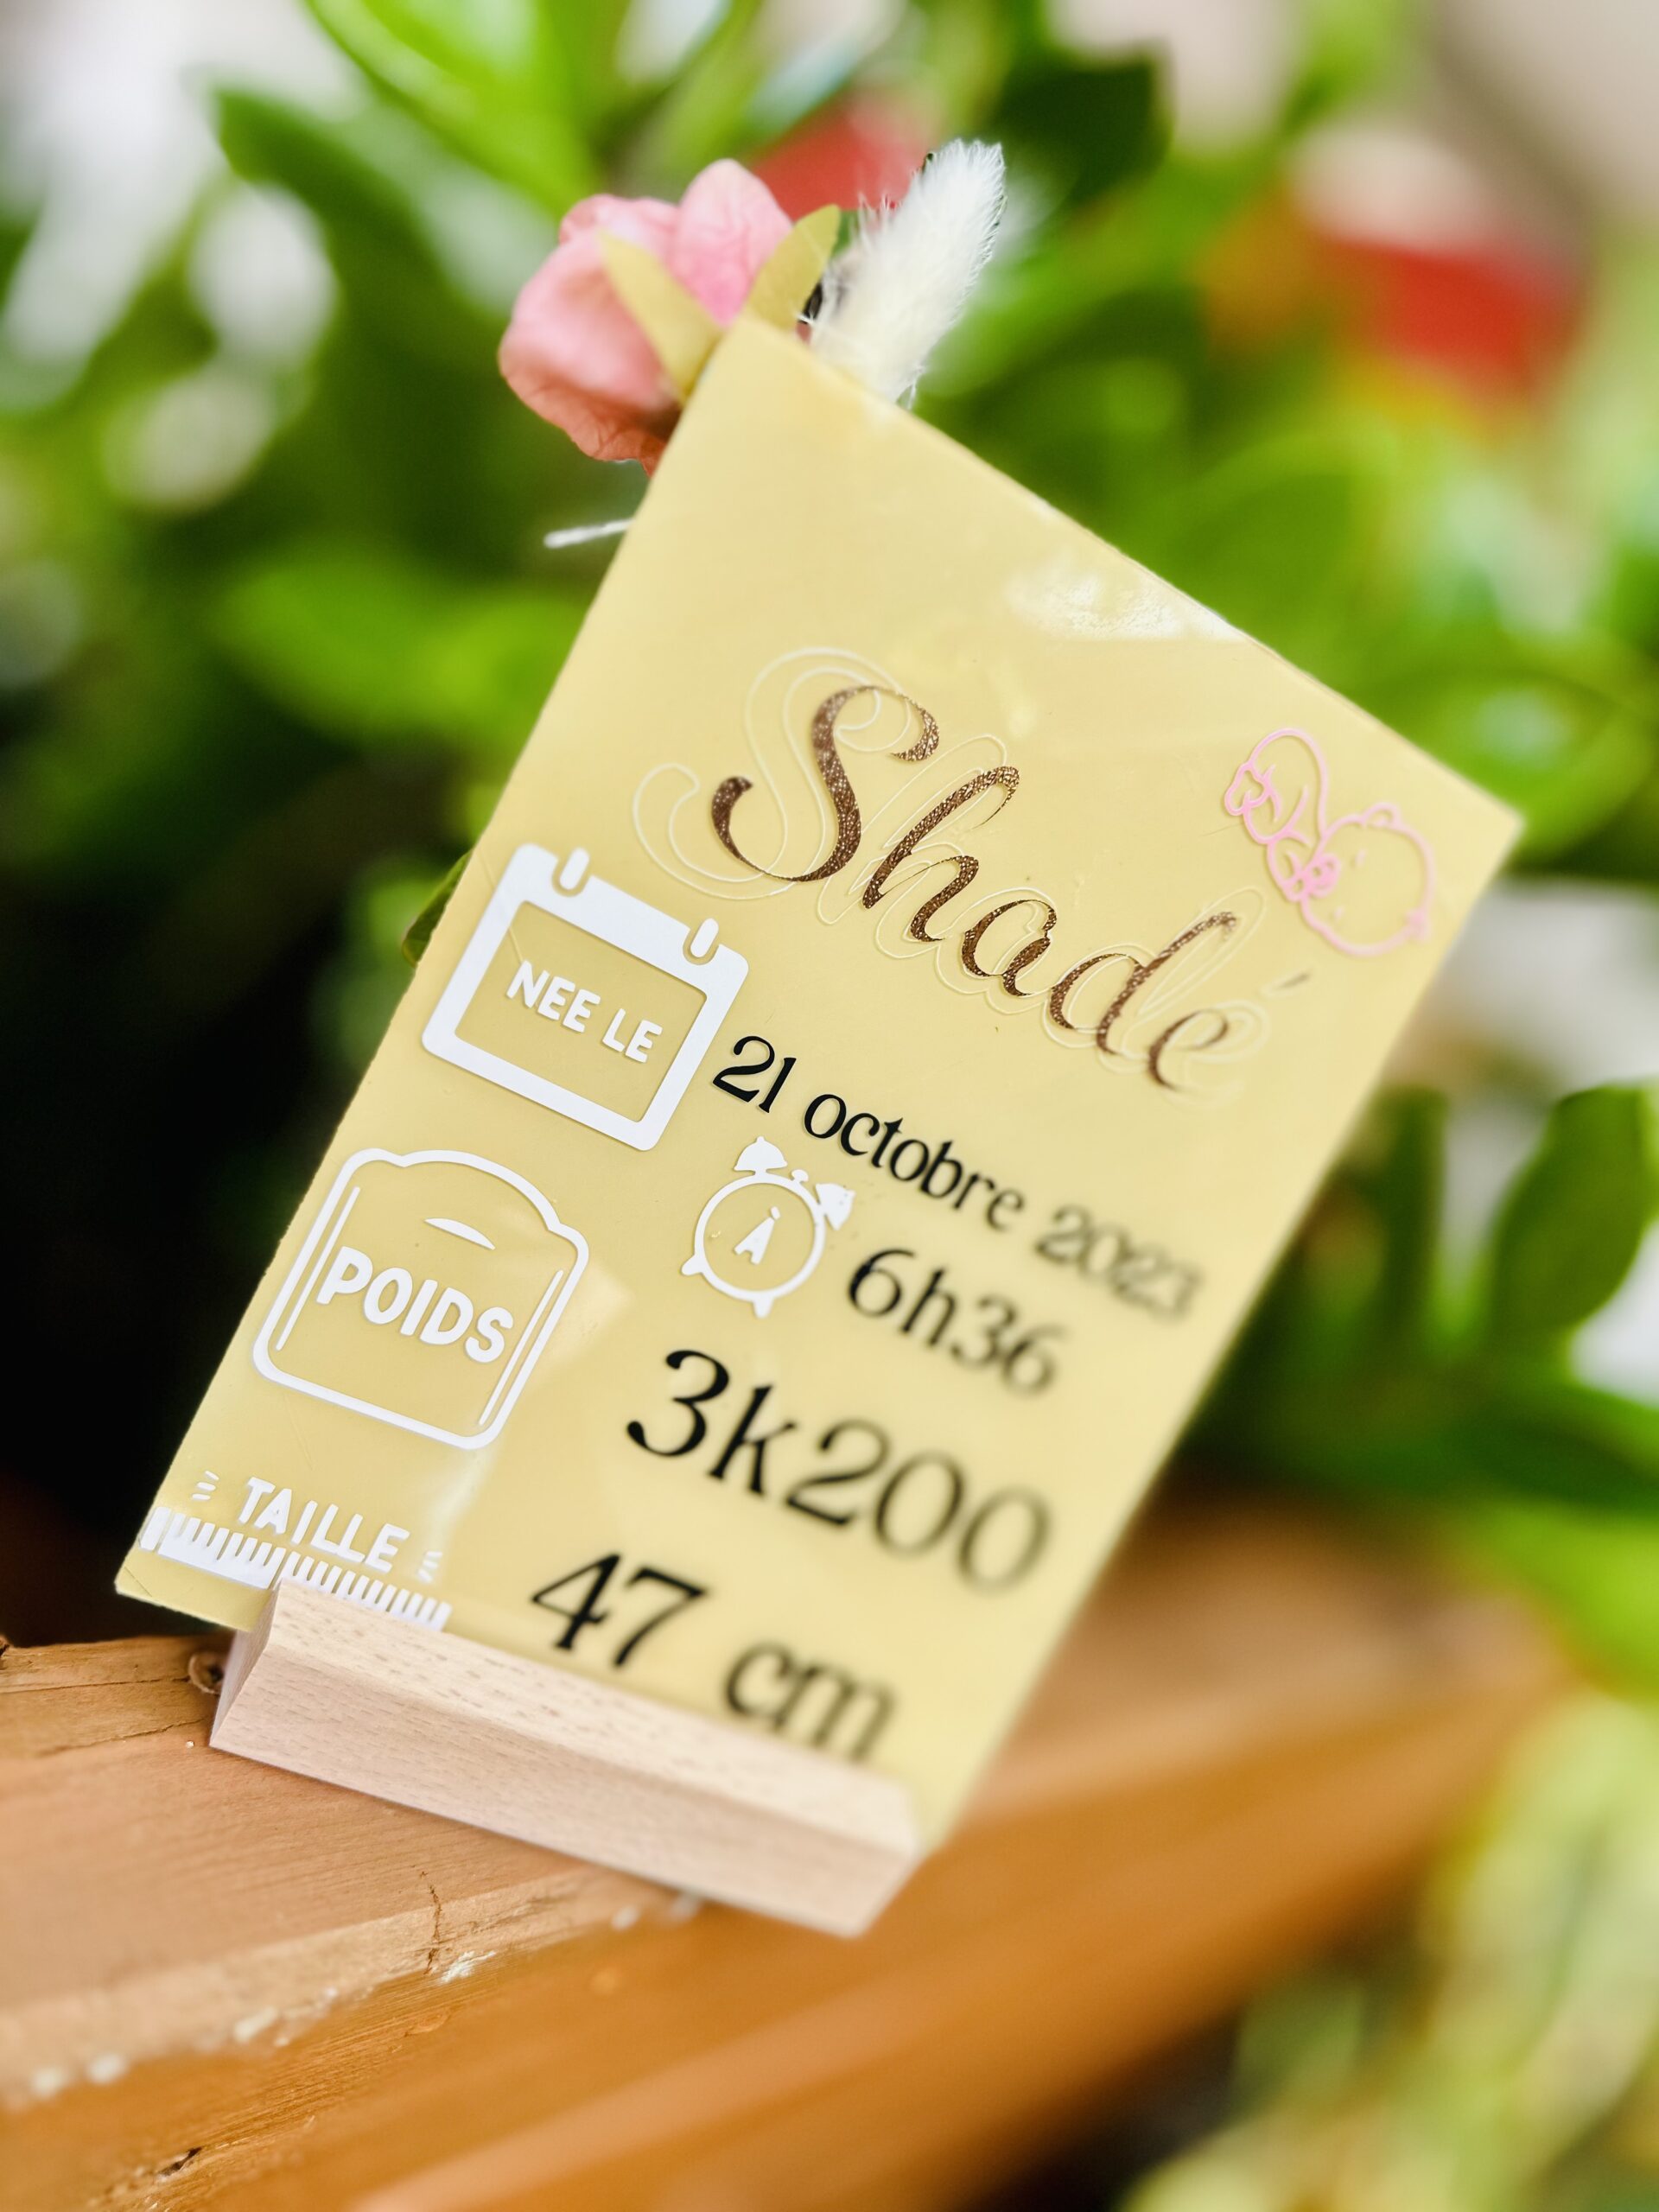 Shadé
NEE LE
21 octobre 2023
À
6h36
POIDS
3k200
TAILLE
47 cm